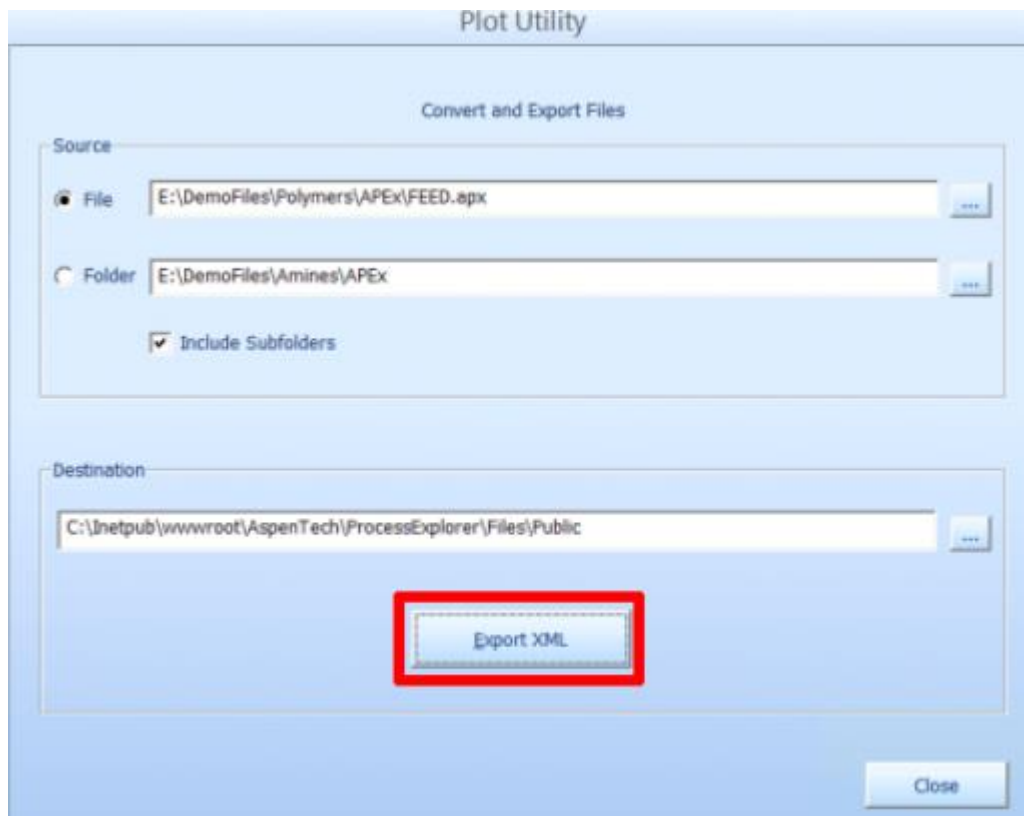 Plot Utility
Convert and Export Files
Source
File E:\DemoFiles\Polymers\APEx\FEED.apx ...
Folder E:\DemoFiles\Amines\APEx ...
Include Subfolders
Destination
C:\Inetpub\wwwroot\AspenTech\ProcessExplorer\Files\Public ...
Export XML
Close